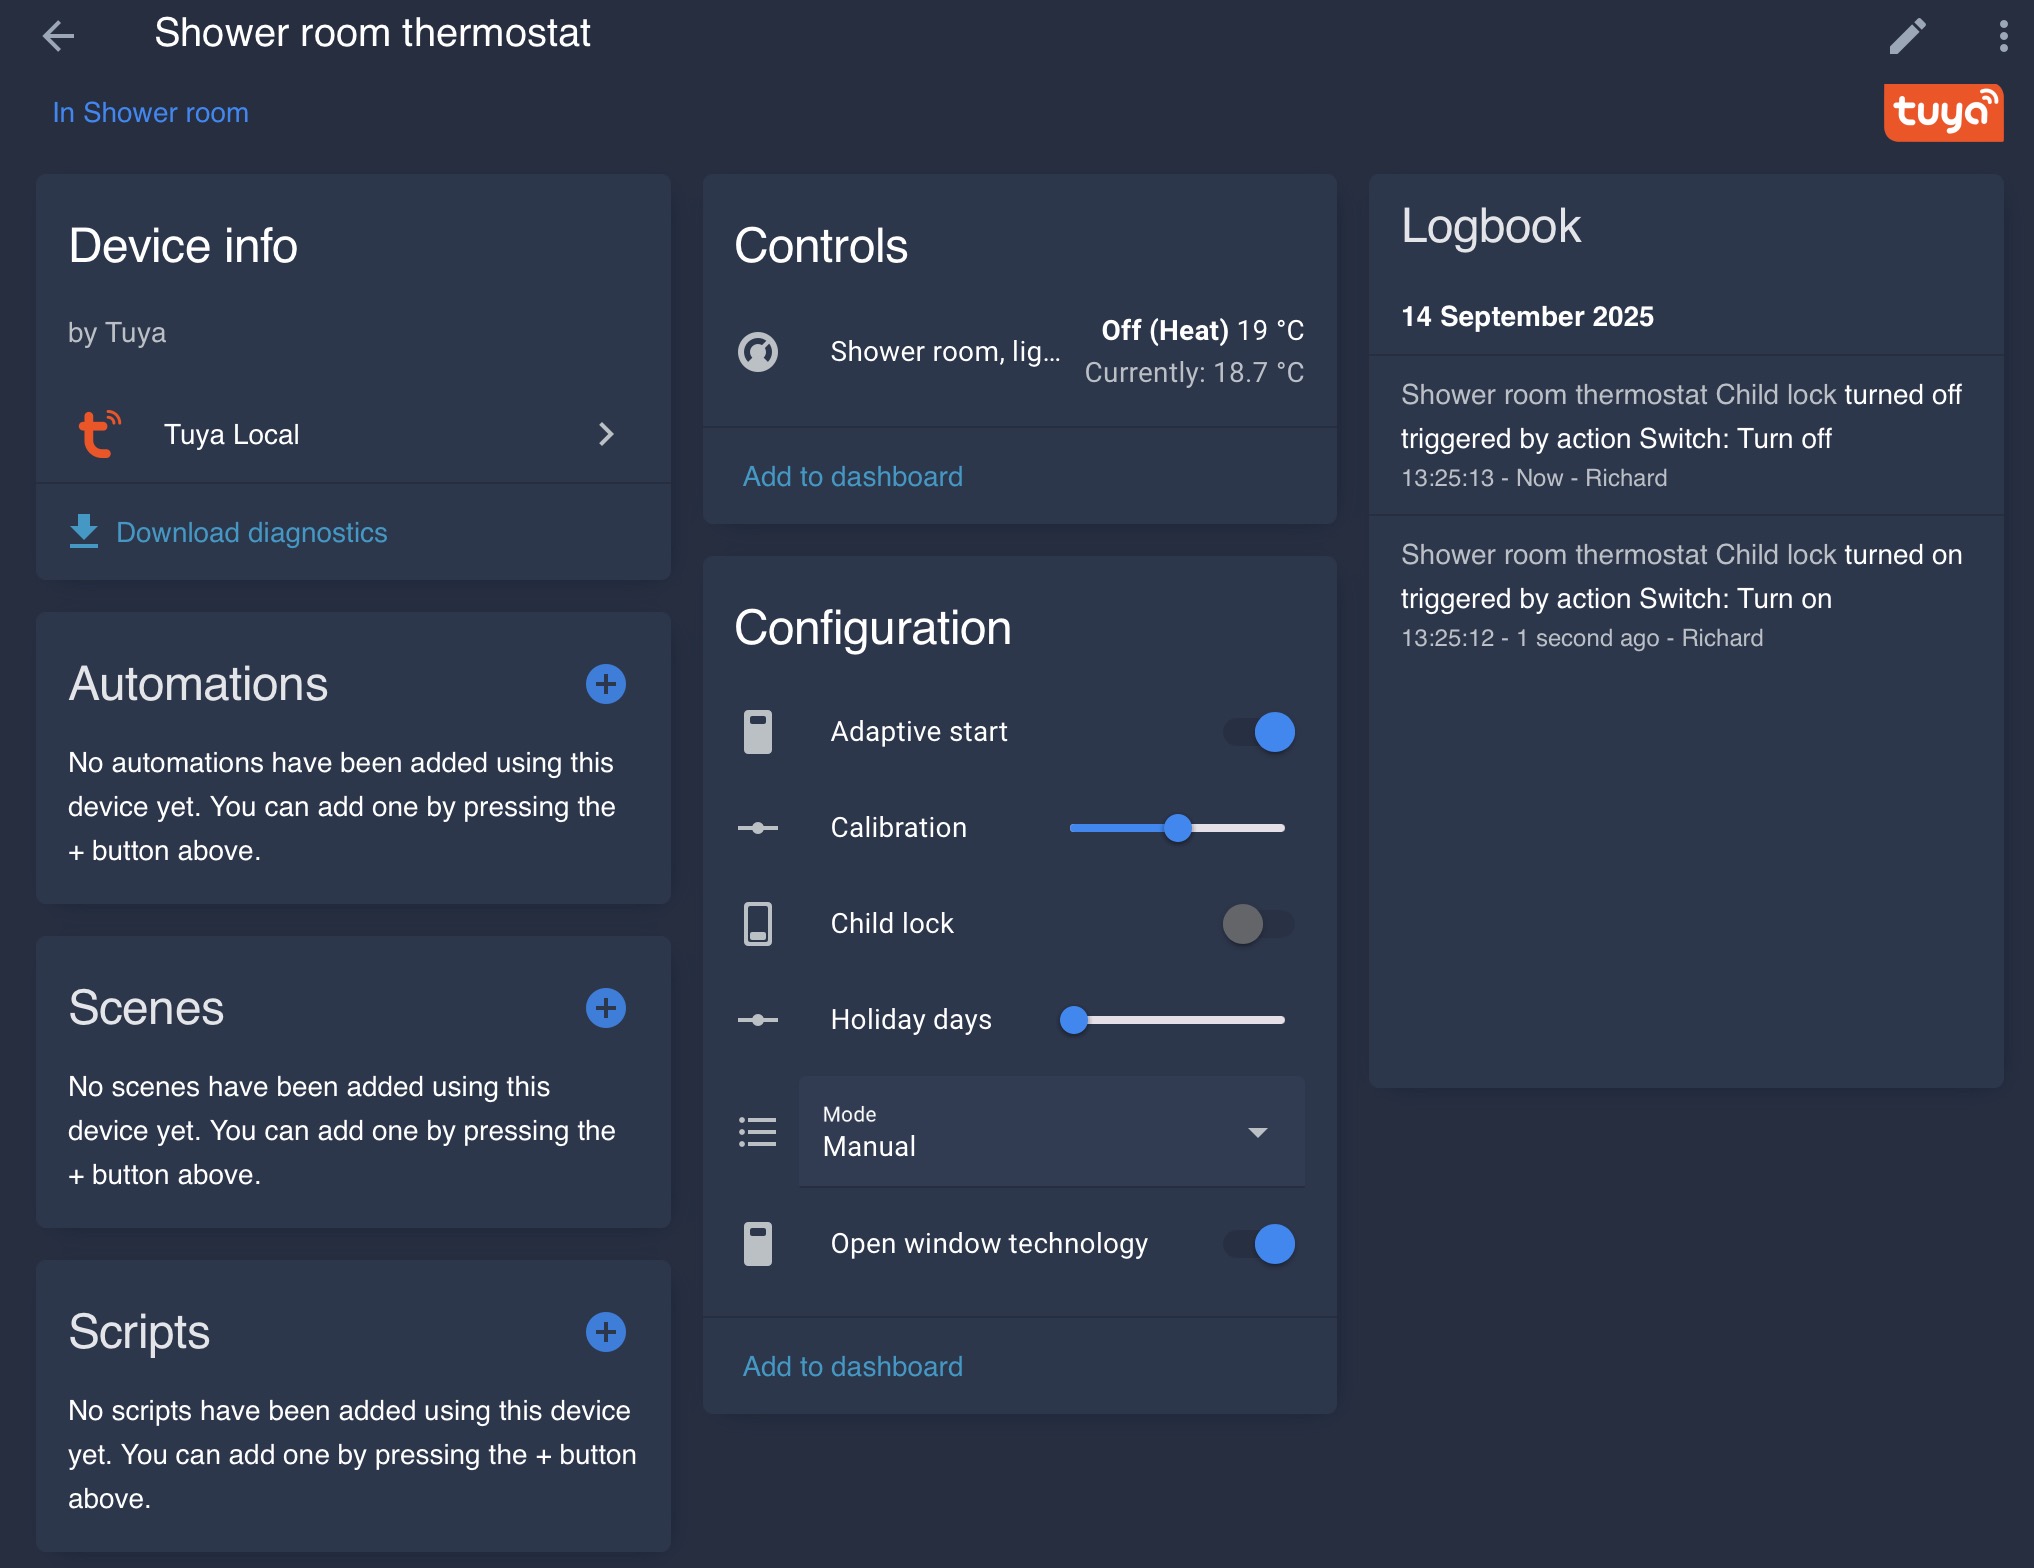 Shower room thermostat
In Shower room
tuya
Device info
by Tuya
Tuya Local
Download diagnostics
Automations
No automations have been added using this
device yet. You can add one by pressing the
+ button above.
Scenes
No scenes have been added using this
device yet. You can add one by pressing the
+ button above.
Scripts
No scripts have been added using this device
yet. You can add one by pressing the + button
above.
Controls
Shower room, lig...
Off (Heat) 19 °C
Currently: 18.7 °C
Add to dashboard
Configuration
Adaptive start
Calibration
Child lock
Holiday days
Mode
Manual
Open window technology
Add to dashboard
Logbook
14 September 2025
Shower room thermostat Child lock turned off
triggered by action Switch: Turn off
13:25:13 - Now - Richard
Shower room thermostat Child lock turned on
triggered by action Switch: Turn on
13:25:12 - 1 second ago - Richard